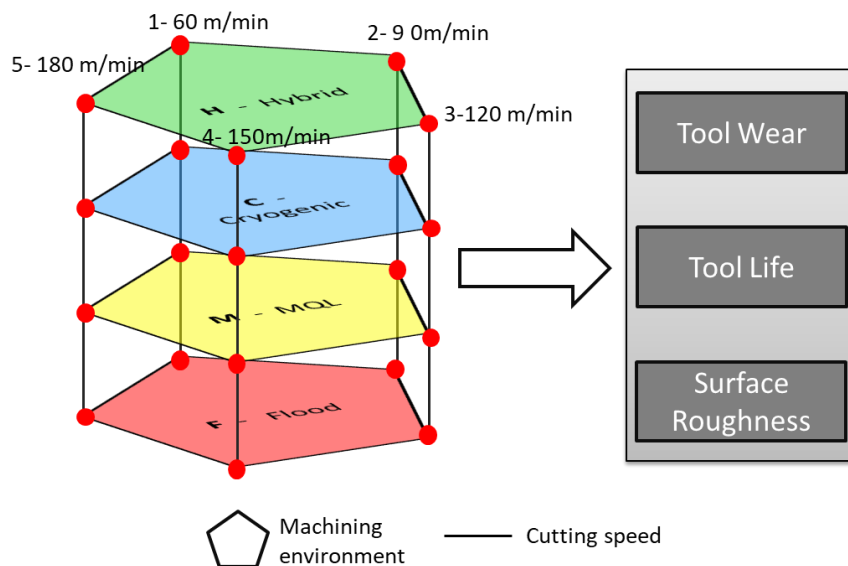 1- 60 m/min
2- 9 0m/min
5- 180 m/min
H - Hybrid
3-120 m/min
4- 150m/min
C -
Cryogenic
M - MQL
F - Flood
Tool Wear
Tool Life
Surface
Roughness
Machining
environment
Cutting speed